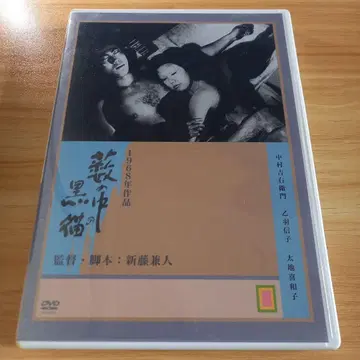 1968年作品
藪の中の
黒猫
監督・脚本：新藤兼人
中村吉右衛門
乙羽信子
太地喜和子
DVD